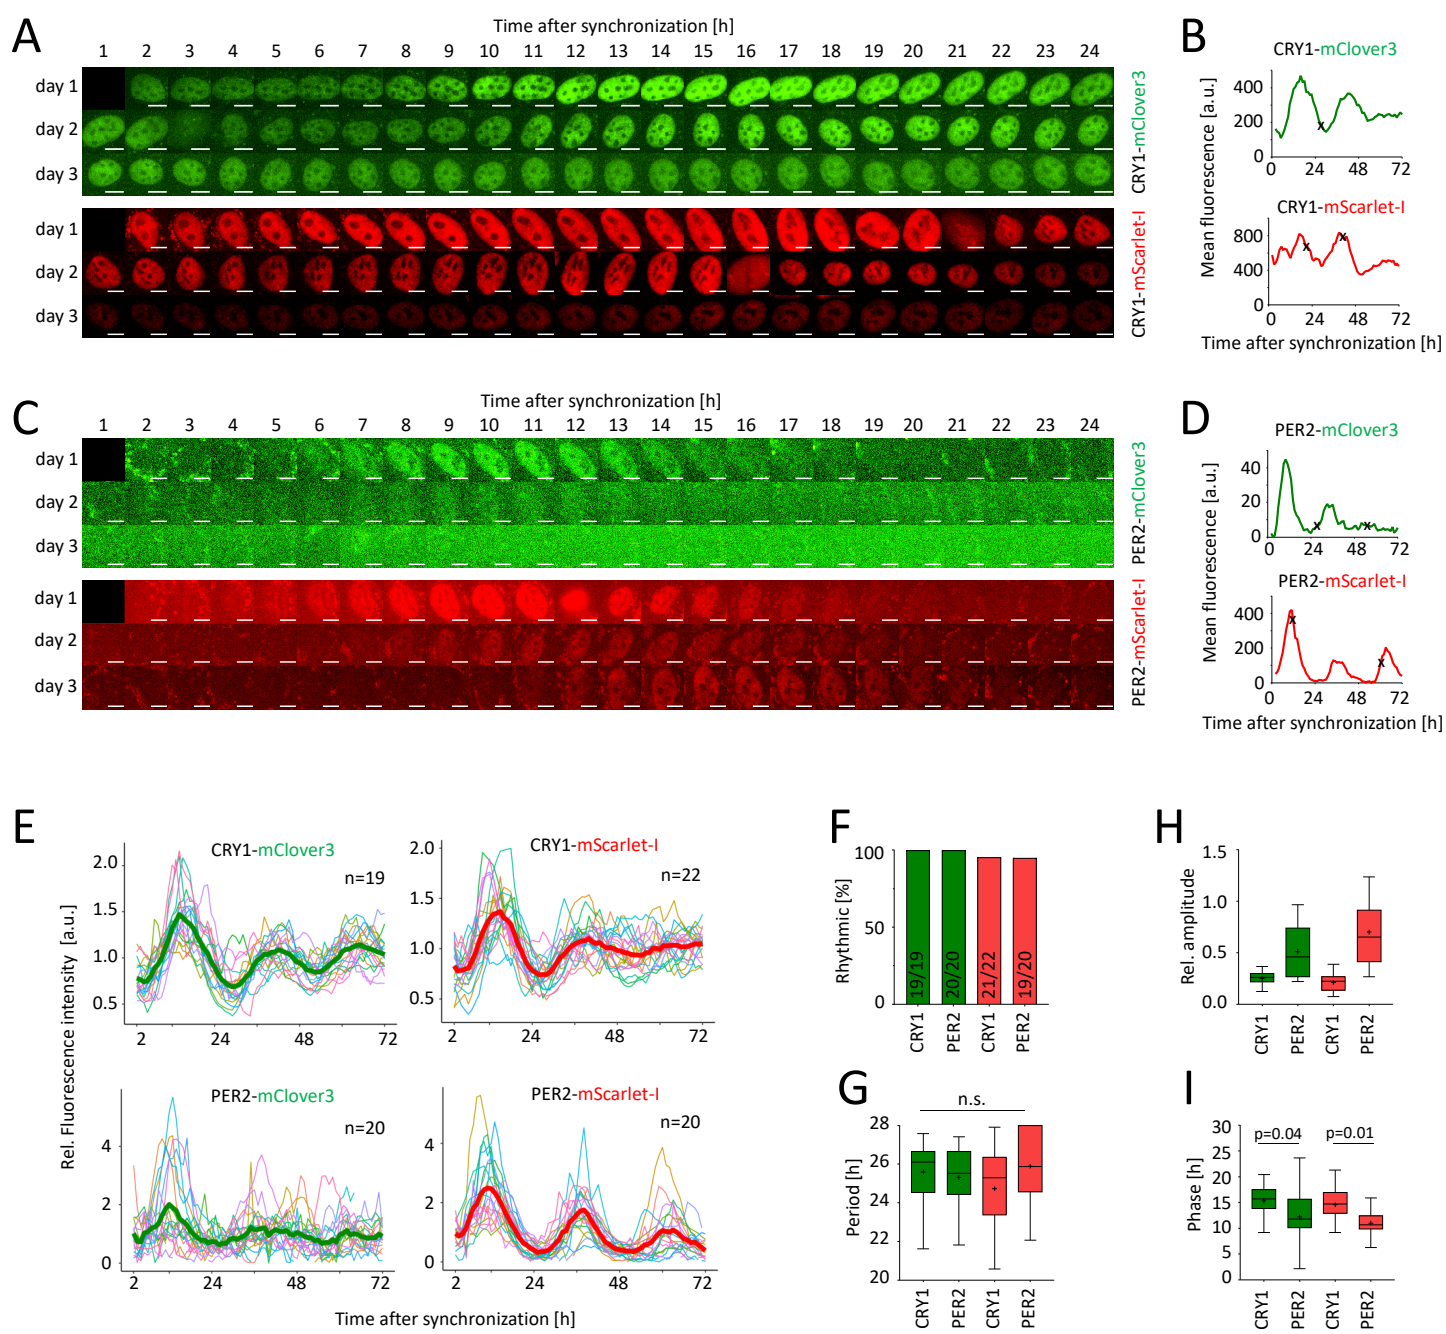 A
Time after synchronization [h]
1 2 3 4 5 6 7 8 9 10 11 12 13 14 15 16 17 18 19 20 21 22 23 24
day 1
day 2
day 3
CRY1-mClover3
day 1
day 2
day 3
CRY1-mScarlet-I
B
CRY1-mClover3
400
200
0
0 24 48 72
x
CRY1-mScarlet-I
800
400
0
x x
0 24 48 72
Mean fluorescence [a.u.]
Time after synchronization [h]
C
Time after synchronization [h]
1 2 3 4 5 6 7 8 9 10 11 12 13 14 15 16 17 18 19 20 21 22 23 24
day 1
day 2
day 3
PER2-mClover3
day 1
day 2
day 3
PER2-mScarlet-I
D
PER2-mClover3
40
20
0
x x
0 24 48 72
PER2-mScarlet-I
400
200
0
x x
0 24 48 72
Mean fluorescence [a.u.]
Time after synchronization [h]
E
Rel. Fluorescence intensity [a.u.]
CRY1-mClover3
n=19
2.0
1.5
1.0
0.5
2 24 48 72
CRY1-mScarlet-I
n=22
2.0
1.5
1.0
0.5
2 24 48 72
PER2-mClover3
n=20
4
2
0
2 24 48 72
PER2-mScarlet-I
n=20
4
2
0
2 24 48 72
Time after synchronization [h]
F
Rhythmic [%]
100
50
0
19/19 20/20 21/22 19/20
CRY1 PER2 CRY1 PER2
G
n.s.
Period [h]
28
26
24
22
20
CRY1 PER2 CRY1 PER2
H
Rel. amplitude
1.5
1.0
0.5
0.0
CRY1 PER2 CRY1 PER2
I
p=0.04 p=0.01
Phase [h]
30
25
20
15
10
5
0
CRY1 PER2 CRY1 PER2